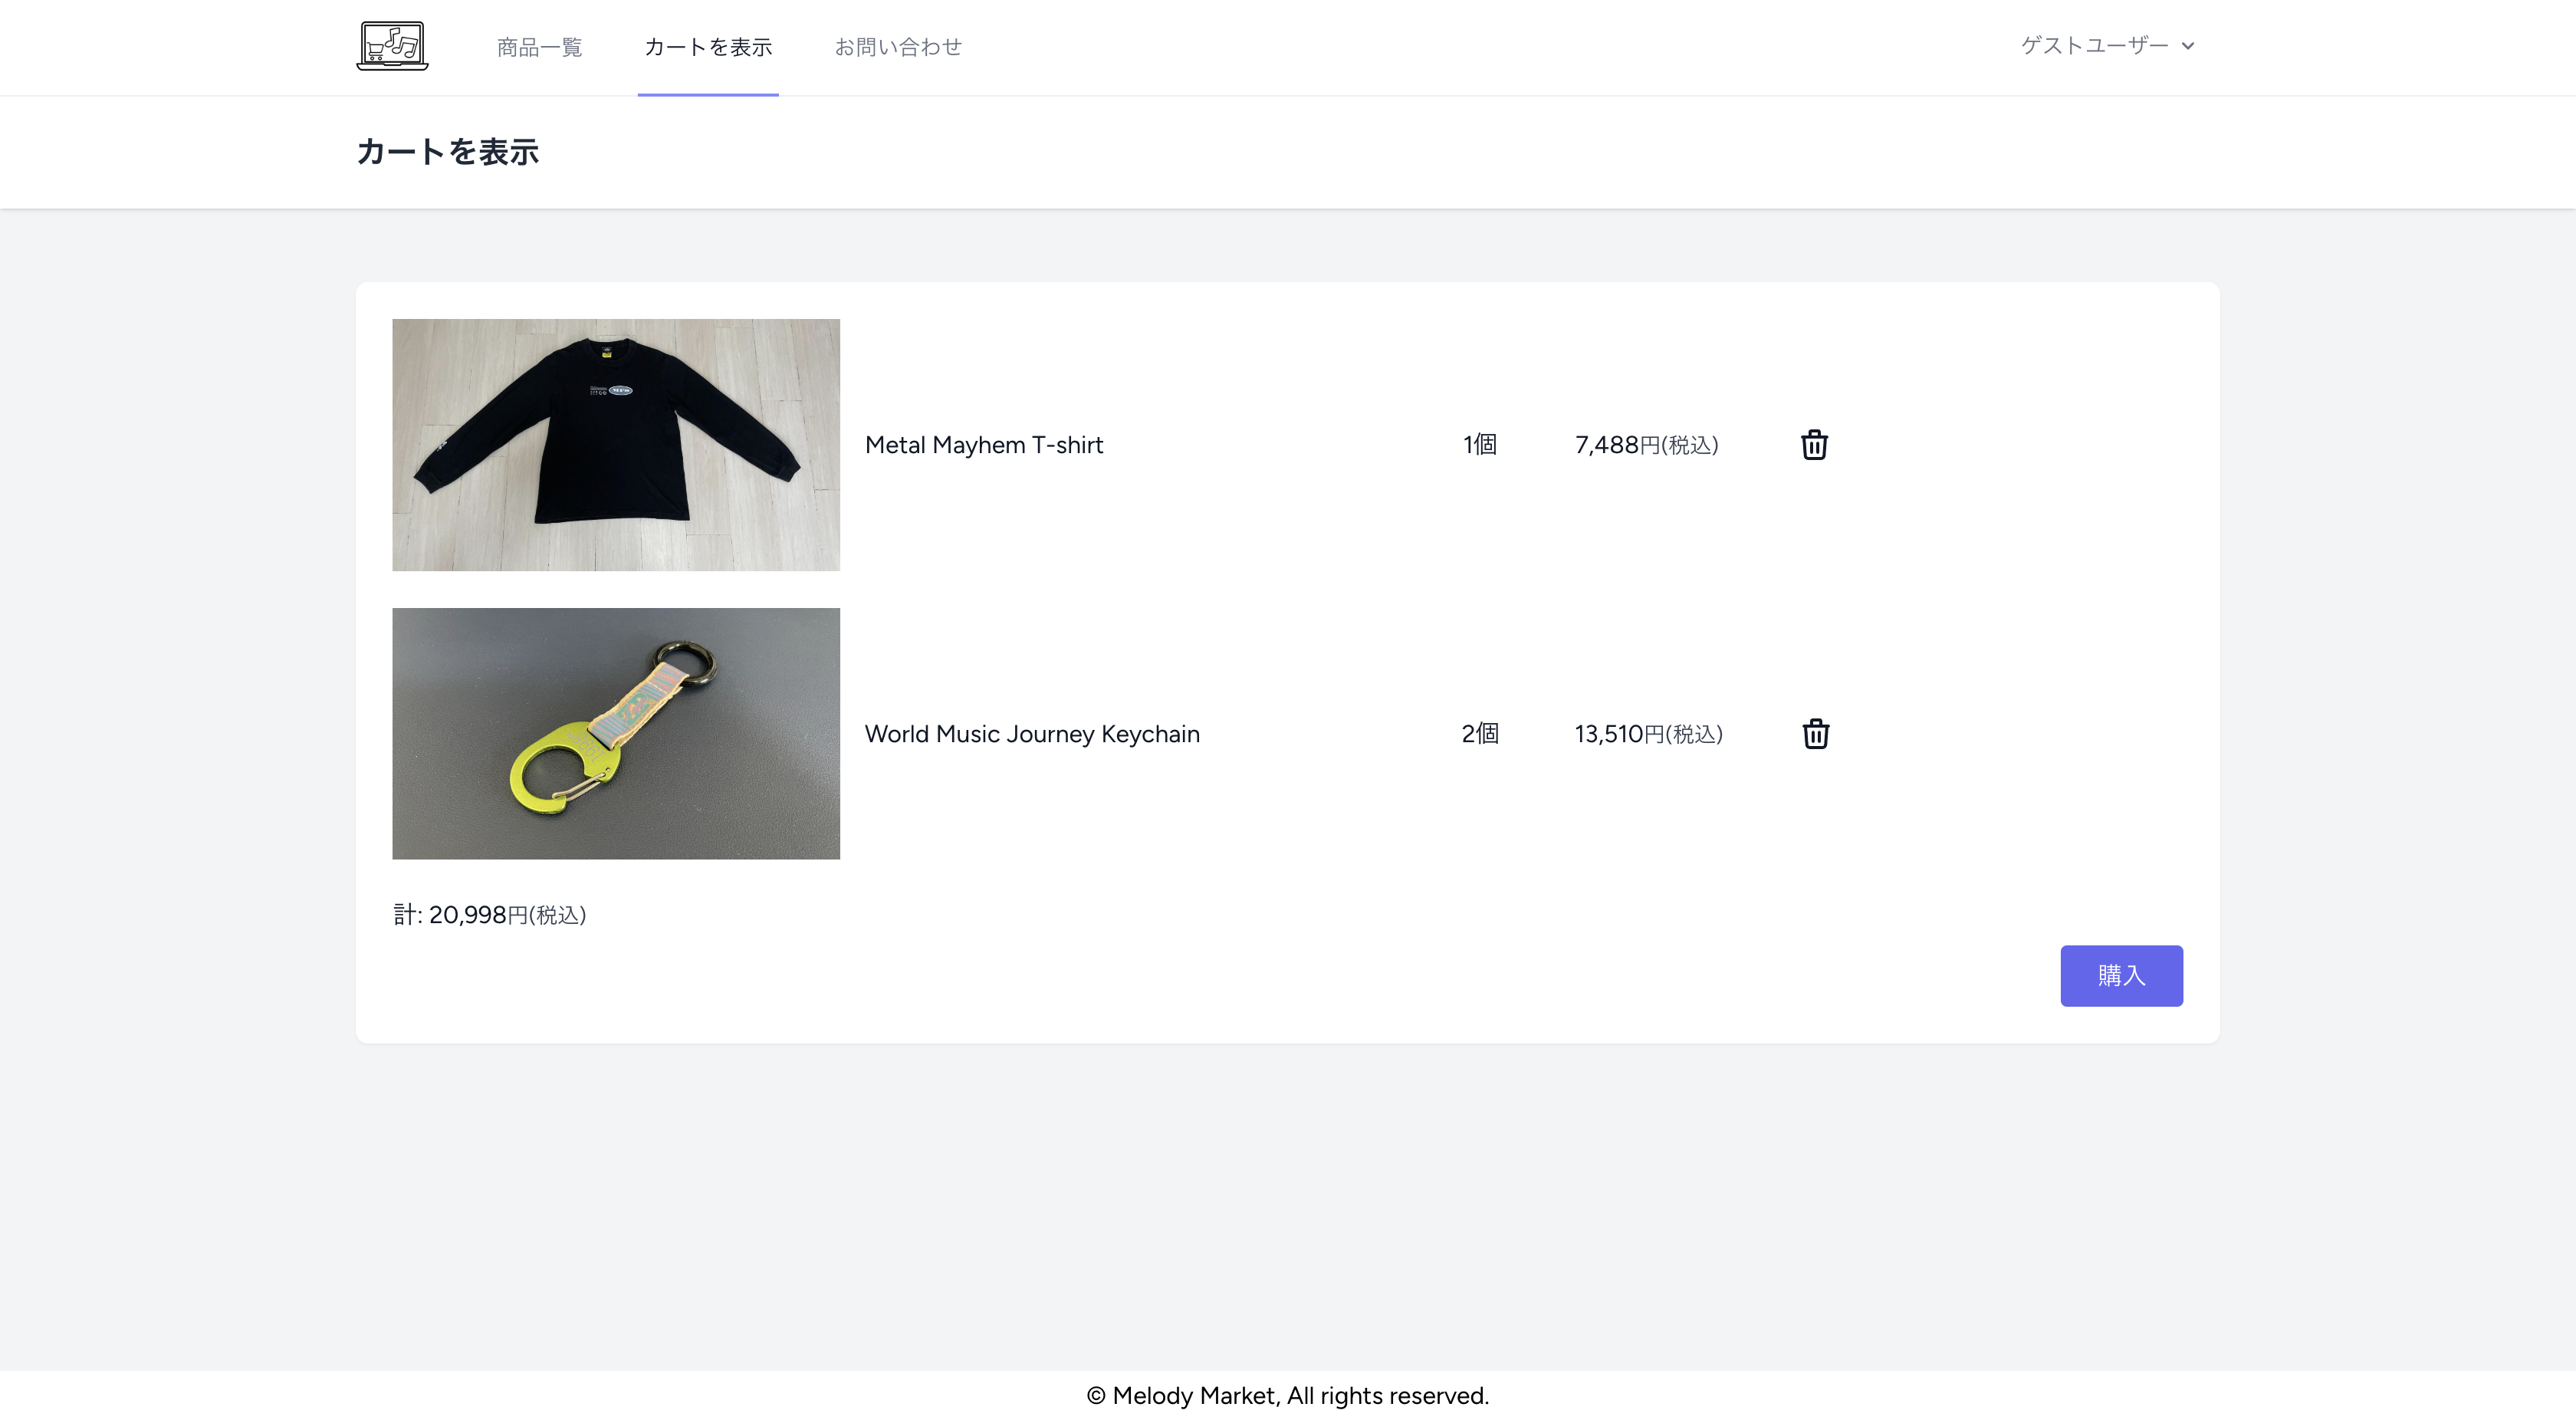 商品一覧
カートを表示
お問い合わせ
ゲストユーザー
カートを表示
Metal Mayhem T-shirt
1個
7,488円(税込)
World Music Journey Keychain
2個
13,510円(税込)
計: 20,998円(税込)
購入
© Melody Market, All rights reserved.